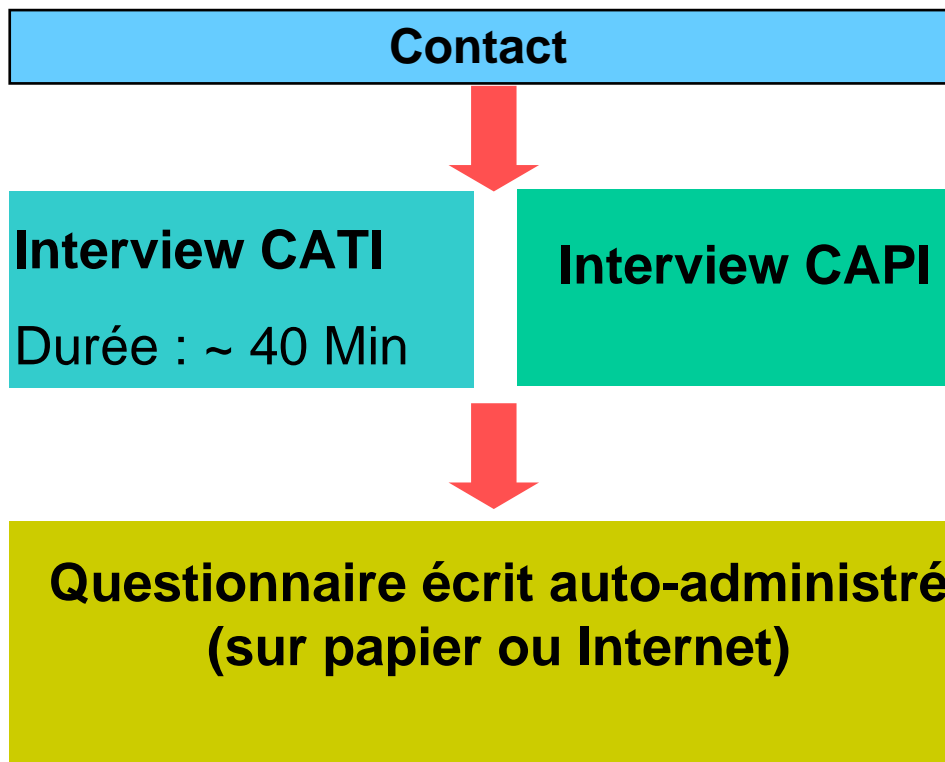 Contact
Interview CATI
Durée : ~ 40 Min
Interview CAPI
Questionnaire écrit auto-administré
(sur papier ou Internet)